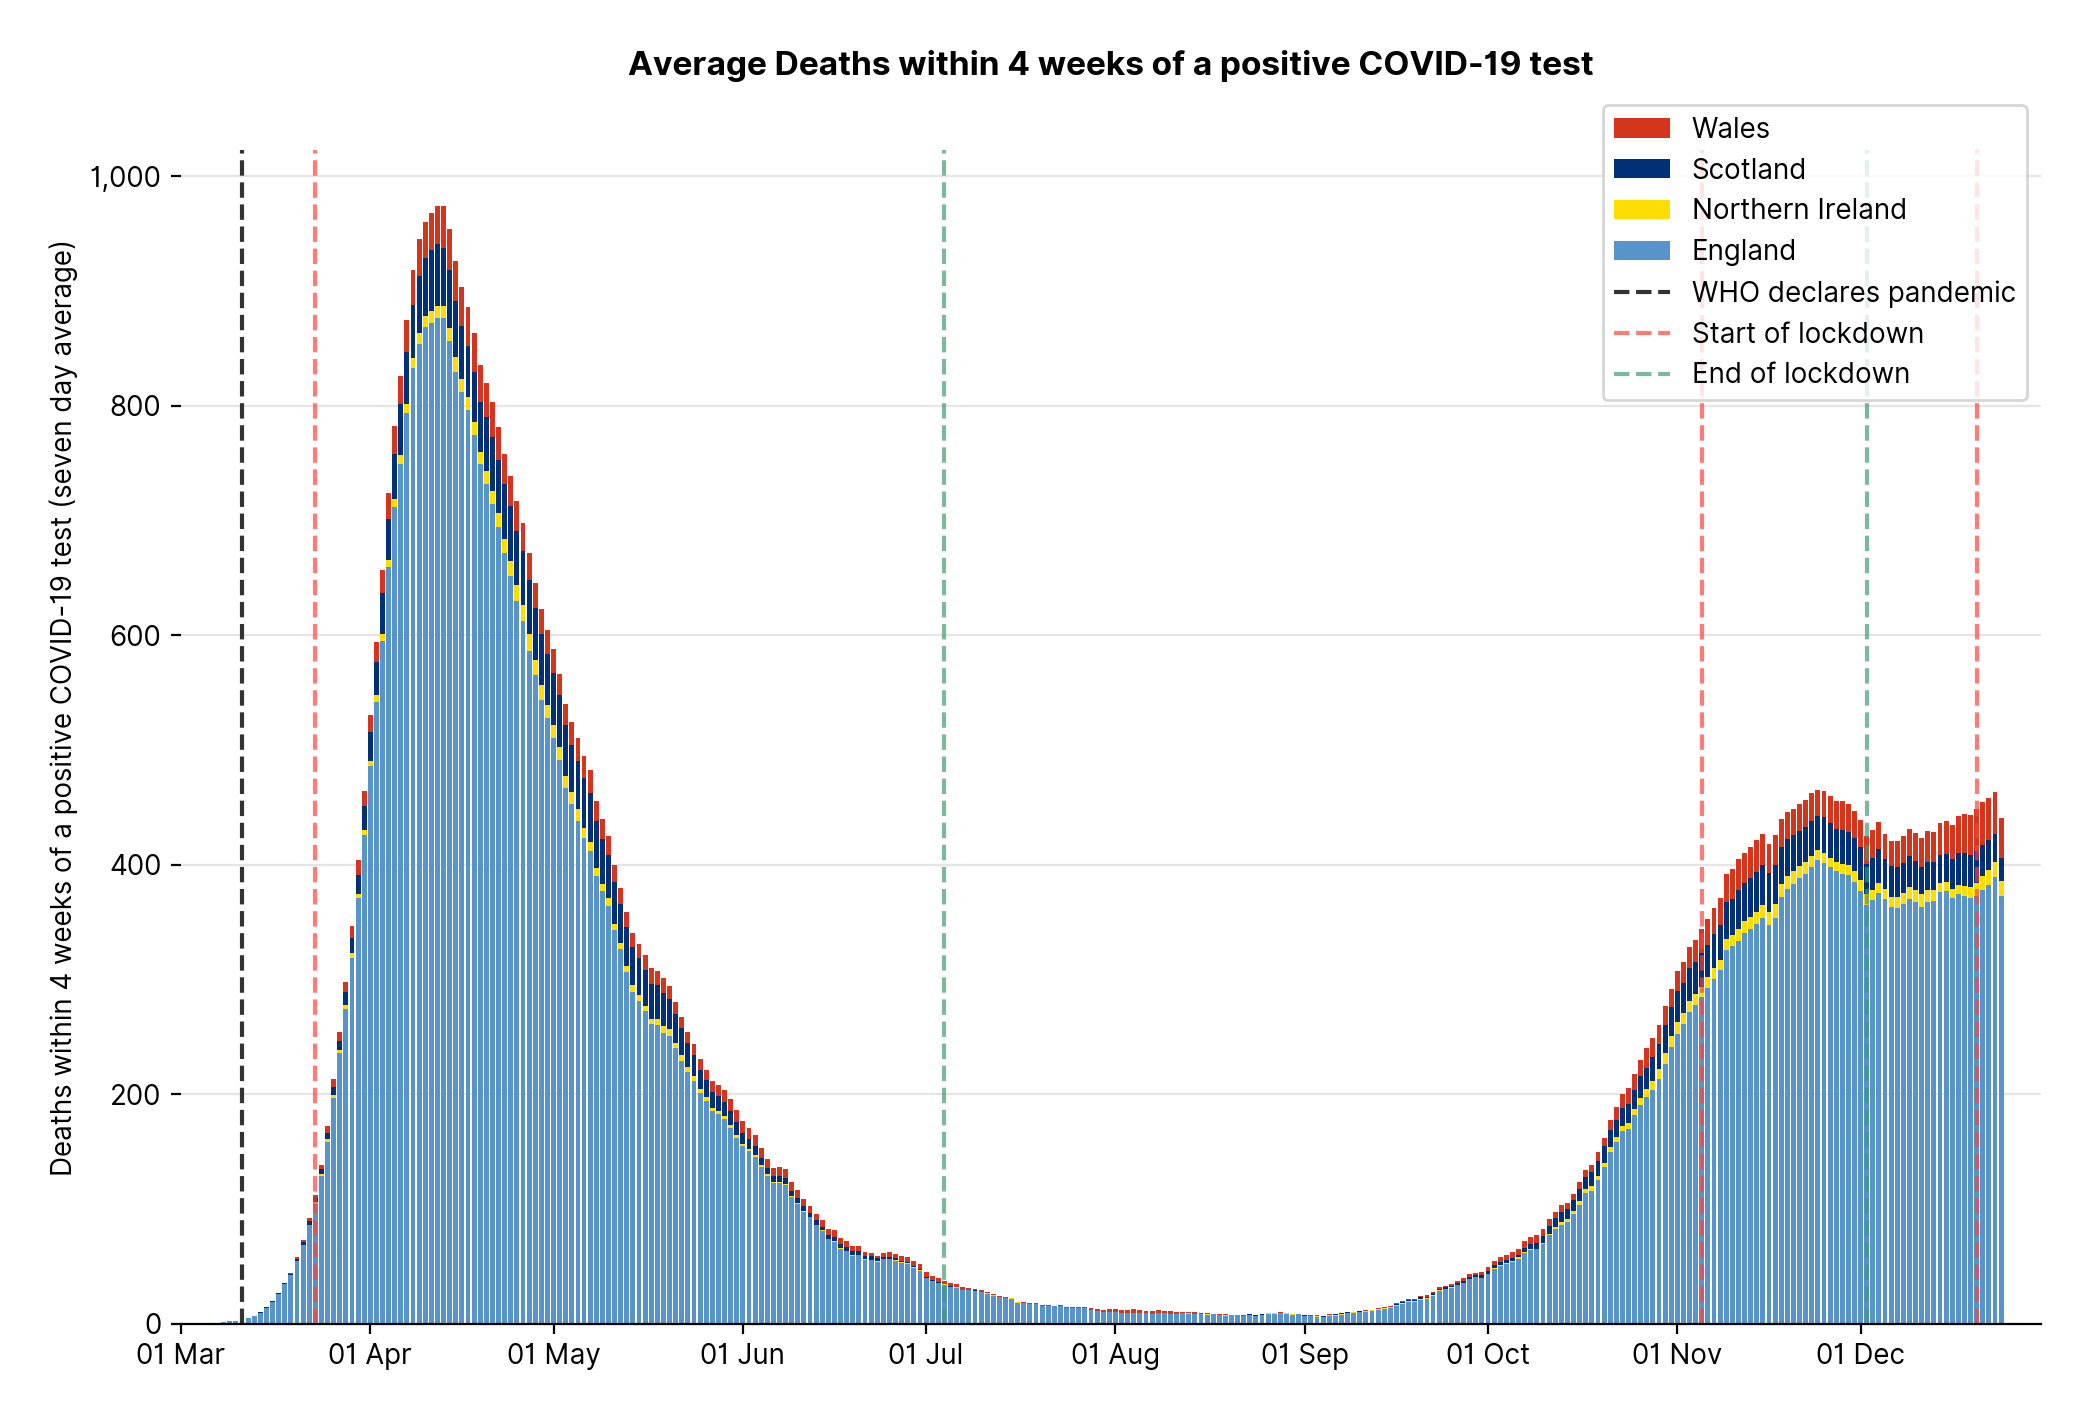 Average Deaths within 4 weeks of a positive COVID-19 test
Wales
Scotland
Northern Ireland
England
WHO declares pandemic
Start of lockdown
End of lockdown
Deaths within 4 weeks of a positive COVID-19 test (seven day average)
1,000
800
600
400
200
0
01 Mar
01 Apr
01 May
01 Jun
01 Jul
01 Aug
01 Sep
01 Oct
01 Nov
01 Dec